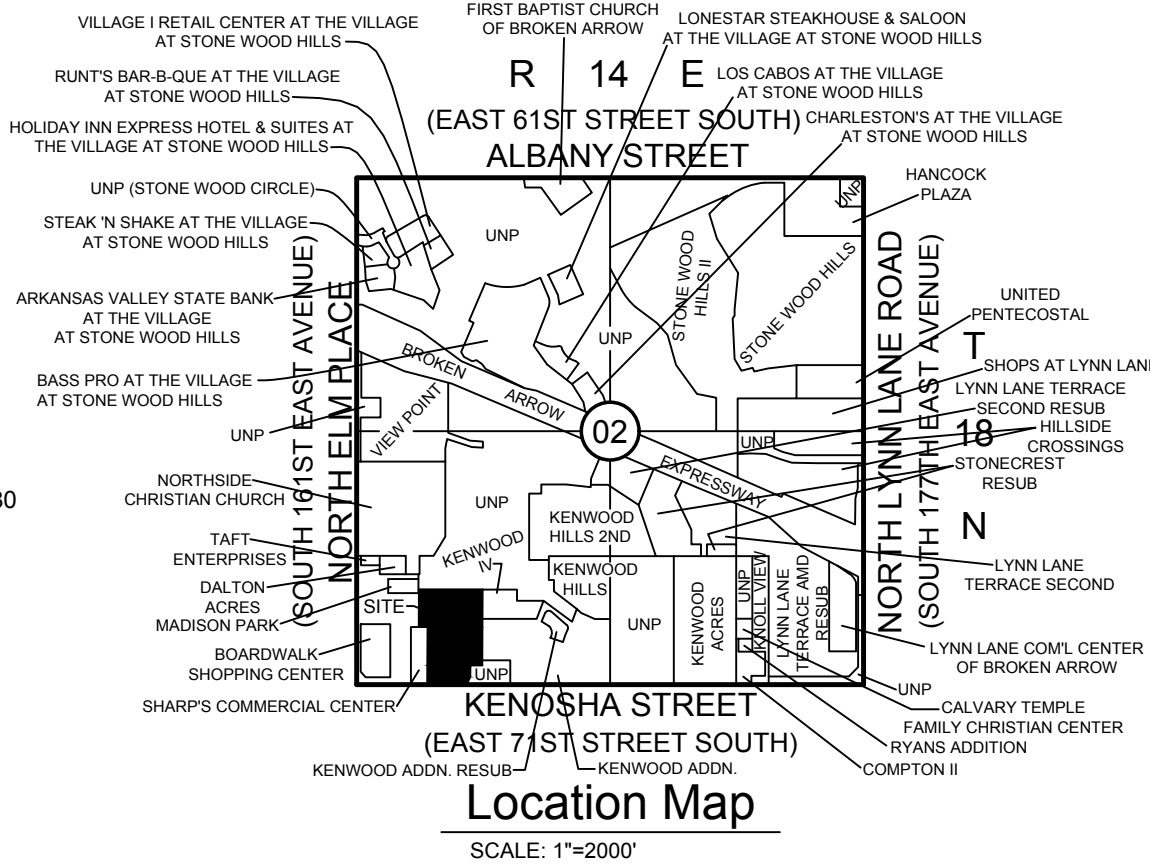 VILLAGE I RETAIL CENTER AT THE VILLAGE
AT STONE WOOD HILLS
FIRST BAPTIST CHURCH
OF BROKEN ARROW
LONESTAR STEAKHOUSE & SALOON
AT THE VILLAGE AT STONE WOOD HILLS
RUNT'S BAR-B-QUE AT THE VILLAGE
AT STONE WOOD HILLS
R 14 E
LOS CABOS AT THE VILLAGE
AT STONE WOOD HILLS
HOLIDAY INN EXPRESS HOTEL & SUITES AT
THE VILLAGE AT STONE WOOD HILLS
(EAST 61ST STREET SOUTH)
ALBANY STREET
CHARLESTON'S AT THE VILLAGE
AT STONE WOOD HILLS
UNP (STONE WOOD CIRCLE)
HANCOCK
PLAZA
UNP
STEAK 'N SHAKE AT THE VILLAGE
AT STONE WOOD HILLS
UNP
ARKANSAS VALLEY STATE BANK
AT THE VILLAGE
AT STONE WOOD HILLS
(SOUTH 161ST EAST AVENUE)
NORTH ELM PLACE
STONE WOOD
HILLS II
STONE WOOD HILLS
NORTH LYNN LANE ROAD
(SOUTH 177TH EAST AVENUE)
UNITED
PENTECOSTAL
T
UNP
BROKEN
ARROW
EXPRESSWAY
BASS PRO AT THE VILLAGE
AT STONE WOOD HILLS
SHOPS AT LYNN LAN
LYNN LANE TERRACE
SECOND RESUB
UNP
VIEW POINT
02
UNP
18
HILLSIDE
CROSSINGS
STONECREST
RESUB
NORTHSIDE
CHRISTIAN CHURCH
30
UNP
KENWOOD
HILLS 2ND
N
TAFT
ENTERPRISES
KENWOOD
IV
KENWOOD
HILLS
LYNN LANE
TERRACE SECOND
DALTON
ACRES
MADISON PARK
SITE
UNP
KENWOOD
ACRES
UNP
KNOLL VIEW
LYNN LANE
TERRACE AMD
RESUB
BOARDWALK
SHOPPING CENTER
LYNN LANE COM'L CENTER
OF BROKEN ARROW
UNP
UNP
SHARP'S COMMERCIAL CENTER
KENOSHA STREET
(EAST 71ST STREET SOUTH)
CALVARY TEMPLE
FAMILY CHRISTIAN CENTER
RYANS ADDITION
COMPTON II
KENWOOD ADDN. RESUB
KENWOOD ADDN.
Location Map
SCALE: 1"=2000'